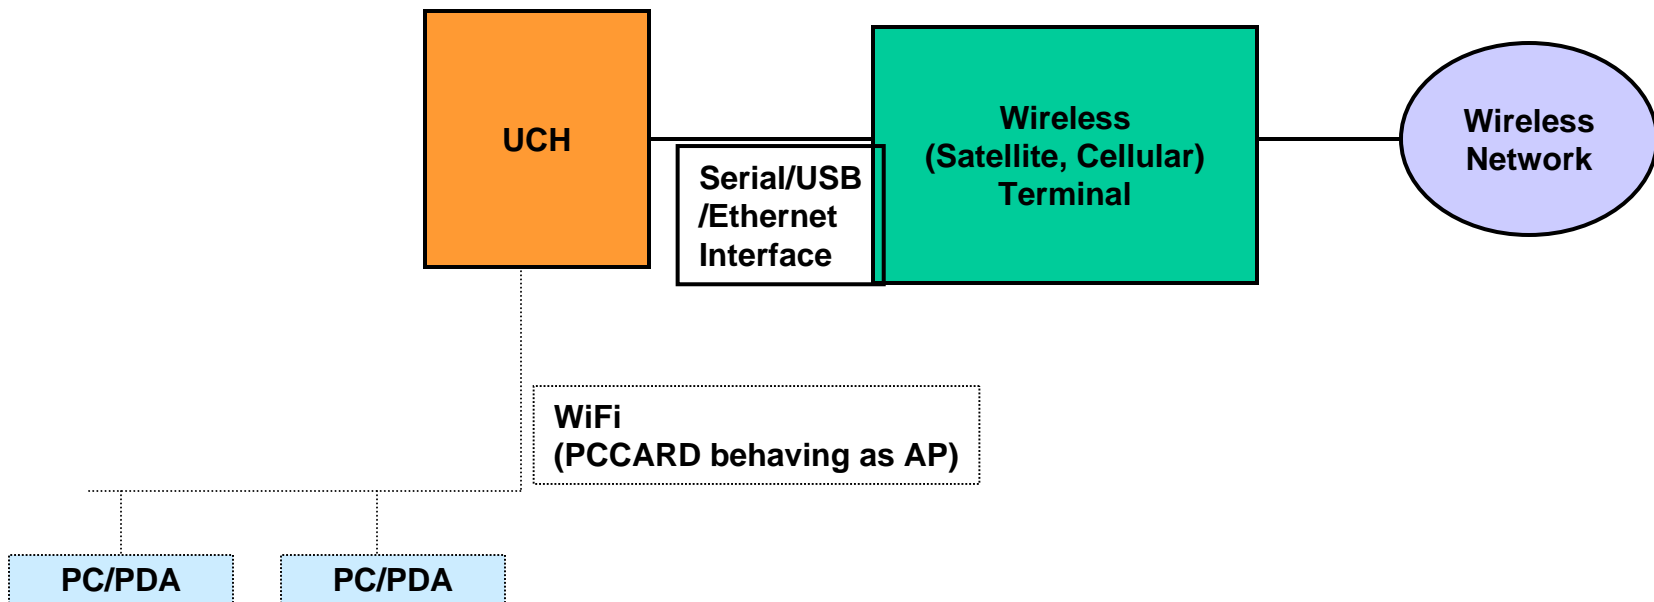 UCH
Wireless
(Satellite, Cellular)
Terminal
Wireless
Network
Serial/USB
/Ethernet
Interface
WiFi
(PCCARD behaving as AP)
PC/PDA
PC/PDA